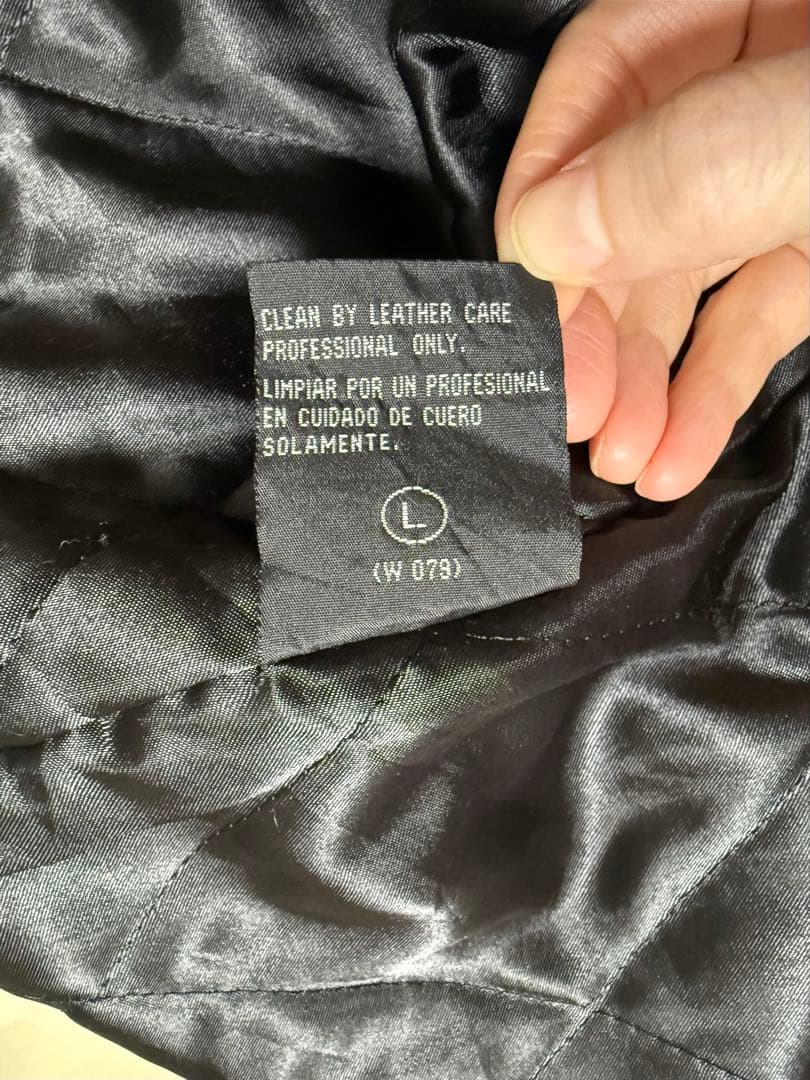 CLEAN BY LEATHER CARE
PROFESSIONAL ONLY.
LIMPIAR POR UN PROFESIONAL
EN CUIDADO DE CUERO
SOLAMENTE.
L
(W 079)